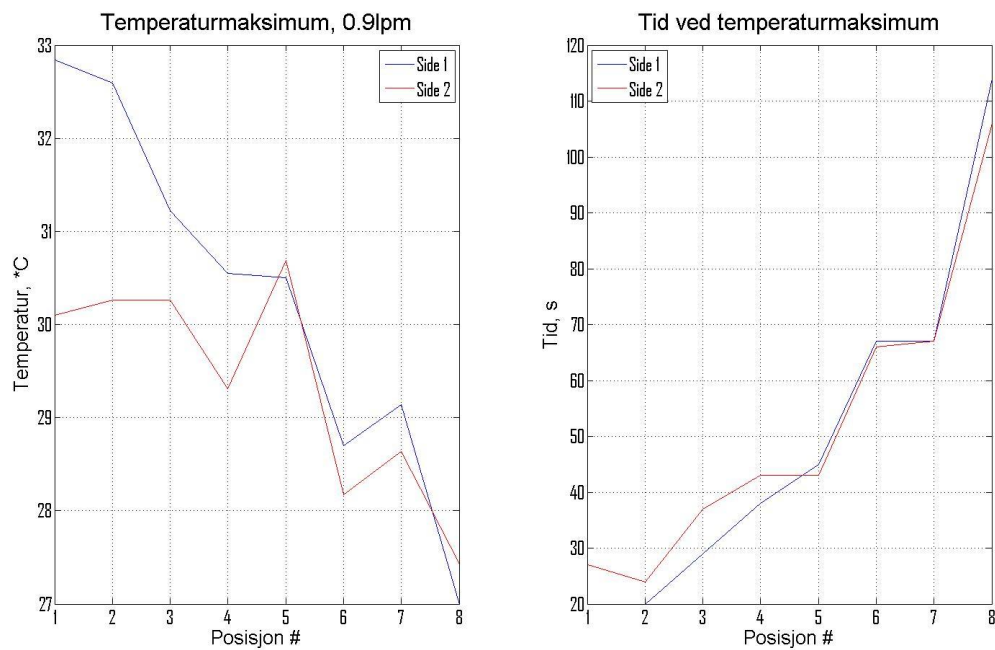 Temperaturmaksimum, 0.9lpm
Side 1
Side 2
33
32
31
30
29
28
27
Temperatur, *C
1 2 3 4 5 6 7 8
Posisjon #
Tid ved temperaturmaksimum
Side 1
Side 2
120
110
100
90
80
70
60
50
40
30
20
Tid, s
1 2 3 4 5 6 7 8
Posisjon #